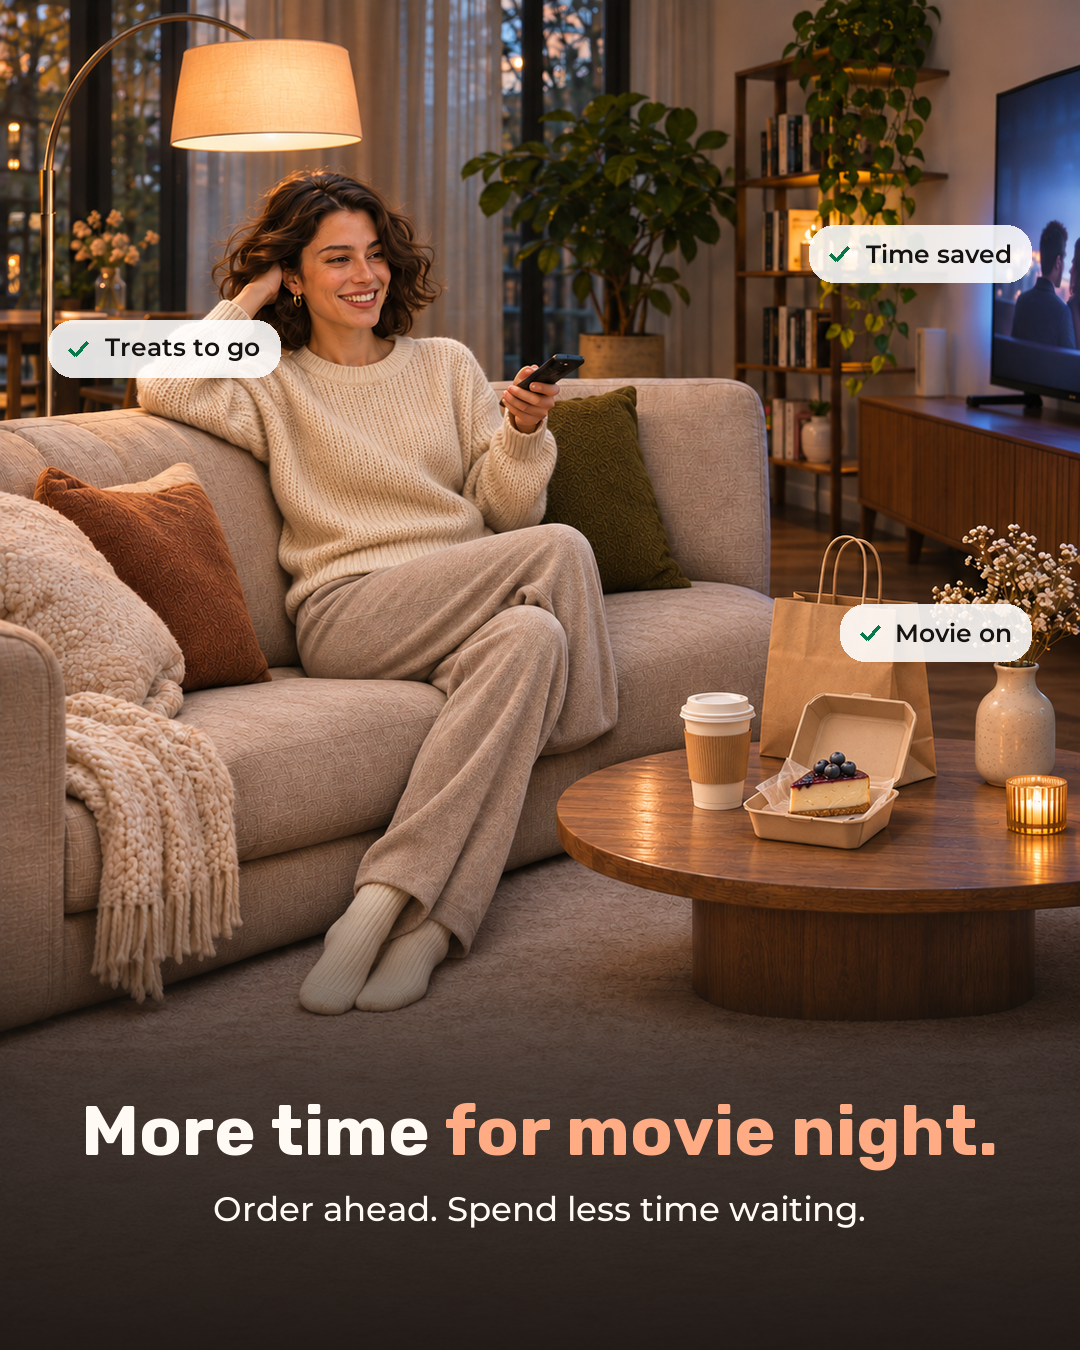 Time saved
Treats to go
Movie on
More time for movie night.
Order ahead. Spend less time waiting.